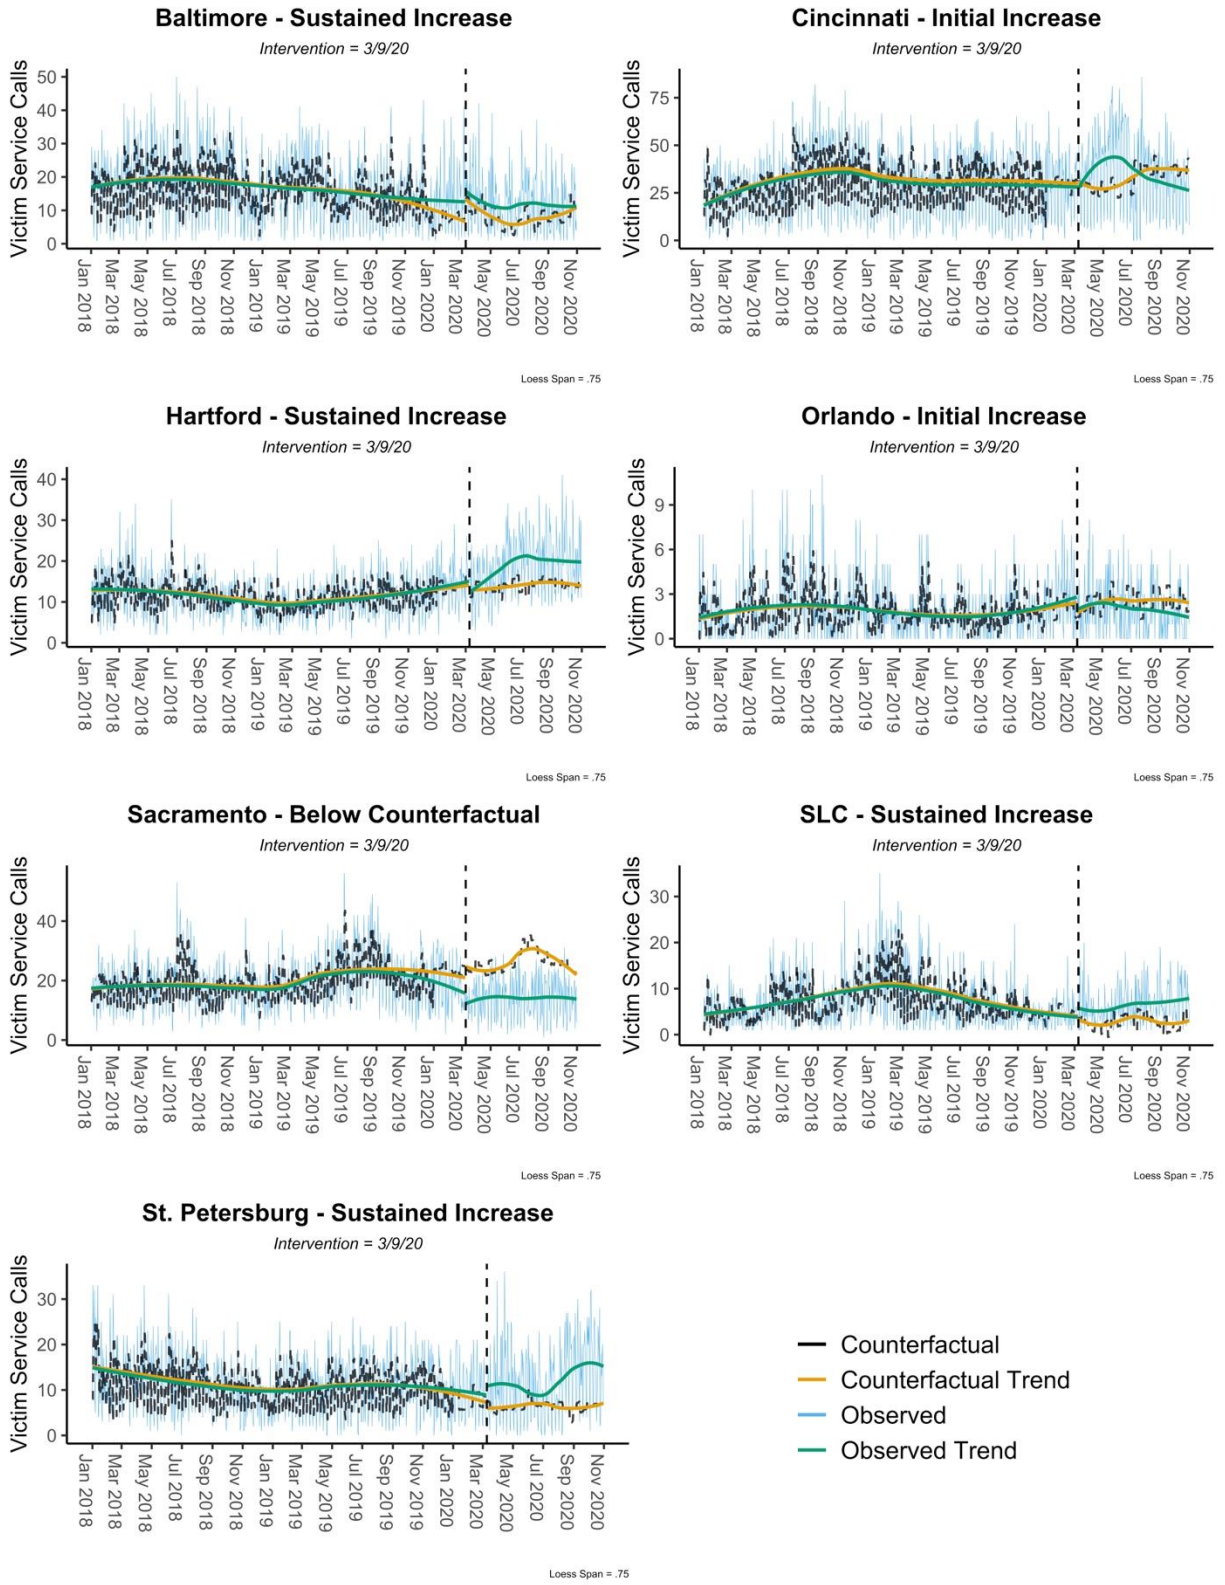 Baltimore - Sustained Increase
Intervention = 3/9/20
Victim Service Calls
50
40
30
20
10
0
Jan 2018
Mar 2018
May 2018
Jul 2018
Sep 2018
Nov 2018
Jan 2019
Mar 2019
May 2019
Jul 2019
Sep 2019
Nov 2019
Jan 2020
Mar 2020
May 2020
Jul 2020
Sep 2020
Nov 2020
Loess Span = .75
Cincinnati - Initial Increase
Intervention = 3/9/20
Victim Service Calls
75
50
25
0
Jan 2018
Mar 2018
May 2018
Jul 2018
Sep 2018
Nov 2018
Jan 2019
Mar 2019
May 2019
Jul 2019
Sep 2019
Nov 2019
Jan 2020
Mar 2020
May 2020
Jul 2020
Sep 2020
Nov 2020
Loess Span = .75
Hartford - Sustained Increase
Intervention = 3/9/20
Victim Service Calls
40
30
20
10
0
Jan 2018
Mar 2018
May 2018
Jul 2018
Sep 2018
Nov 2018
Jan 2019
Mar 2019
May 2019
Jul 2019
Sep 2019
Nov 2019
Jan 2020
Mar 2020
May 2020
Jul 2020
Sep 2020
Nov 2020
Loess Span = .75
Orlando - Initial Increase
Intervention = 3/9/20
Victim Service Calls
9
6
3
0
Jan 2018
Mar 2018
May 2018
Jul 2018
Sep 2018
Nov 2018
Jan 2019
Mar 2019
May 2019
Jul 2019
Sep 2019
Nov 2019
Jan 2020
Mar 2020
May 2020
Jul 2020
Sep 2020
Nov 2020
Loess Span = .75
Sacramento - Below Counterfactual
Intervention = 3/9/20
Victim Service Calls
40
20
0
Jan 2018
Mar 2018
May 2018
Jul 2018
Sep 2018
Nov 2018
Jan 2019
Mar 2019
May 2019
Jul 2019
Sep 2019
Nov 2019
Jan 2020
Mar 2020
May 2020
Jul 2020
Sep 2020
Nov 2020
Loess Span = .75
SLC - Sustained Increase
Intervention = 3/9/20
Victim Service Calls
30
20
10
0
Jan 2018
Mar 2018
May 2018
Jul 2018
Sep 2018
Nov 2018
Jan 2019
Mar 2019
May 2019
Jul 2019
Sep 2019
Nov 2019
Jan 2020
Mar 2020
May 2020
Jul 2020
Sep 2020
Nov 2020
Loess Span = .75
St. Petersburg - Sustained Increase
Intervention = 3/9/20
Victim Service Calls
30
20
10
0
Jan 2018
Mar 2018
May 2018
Jul 2018
Sep 2018
Nov 2018
Jan 2019
Mar 2019
May 2019
Jul 2019
Sep 2019
Nov 2019
Jan 2020
Mar 2020
May 2020
Jul 2020
Sep 2020
Nov 2020
Loess Span = .75
Counterfactual
Counterfactual Trend
Observed
Observed Trend